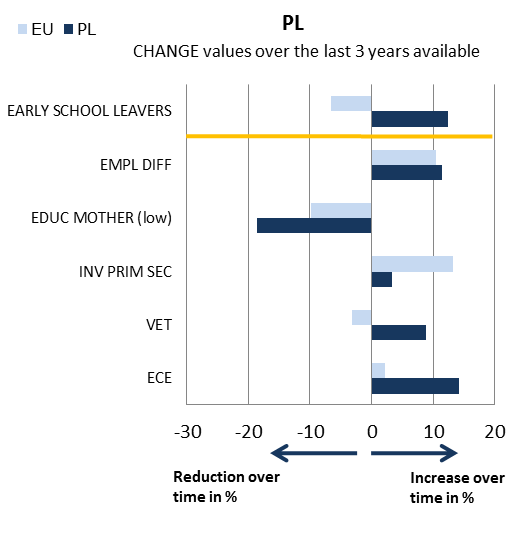 PL
EU PL
CHANGE values over the last 3 years available
EARLY SCHOOL LEAVERS
EMPL DIFF
EDUC MOTHER (low)
INV PRIM SEC
VET
ECE
-30 -20 -10 0 10 20
Reduction over
time in %
Increase over
time in %